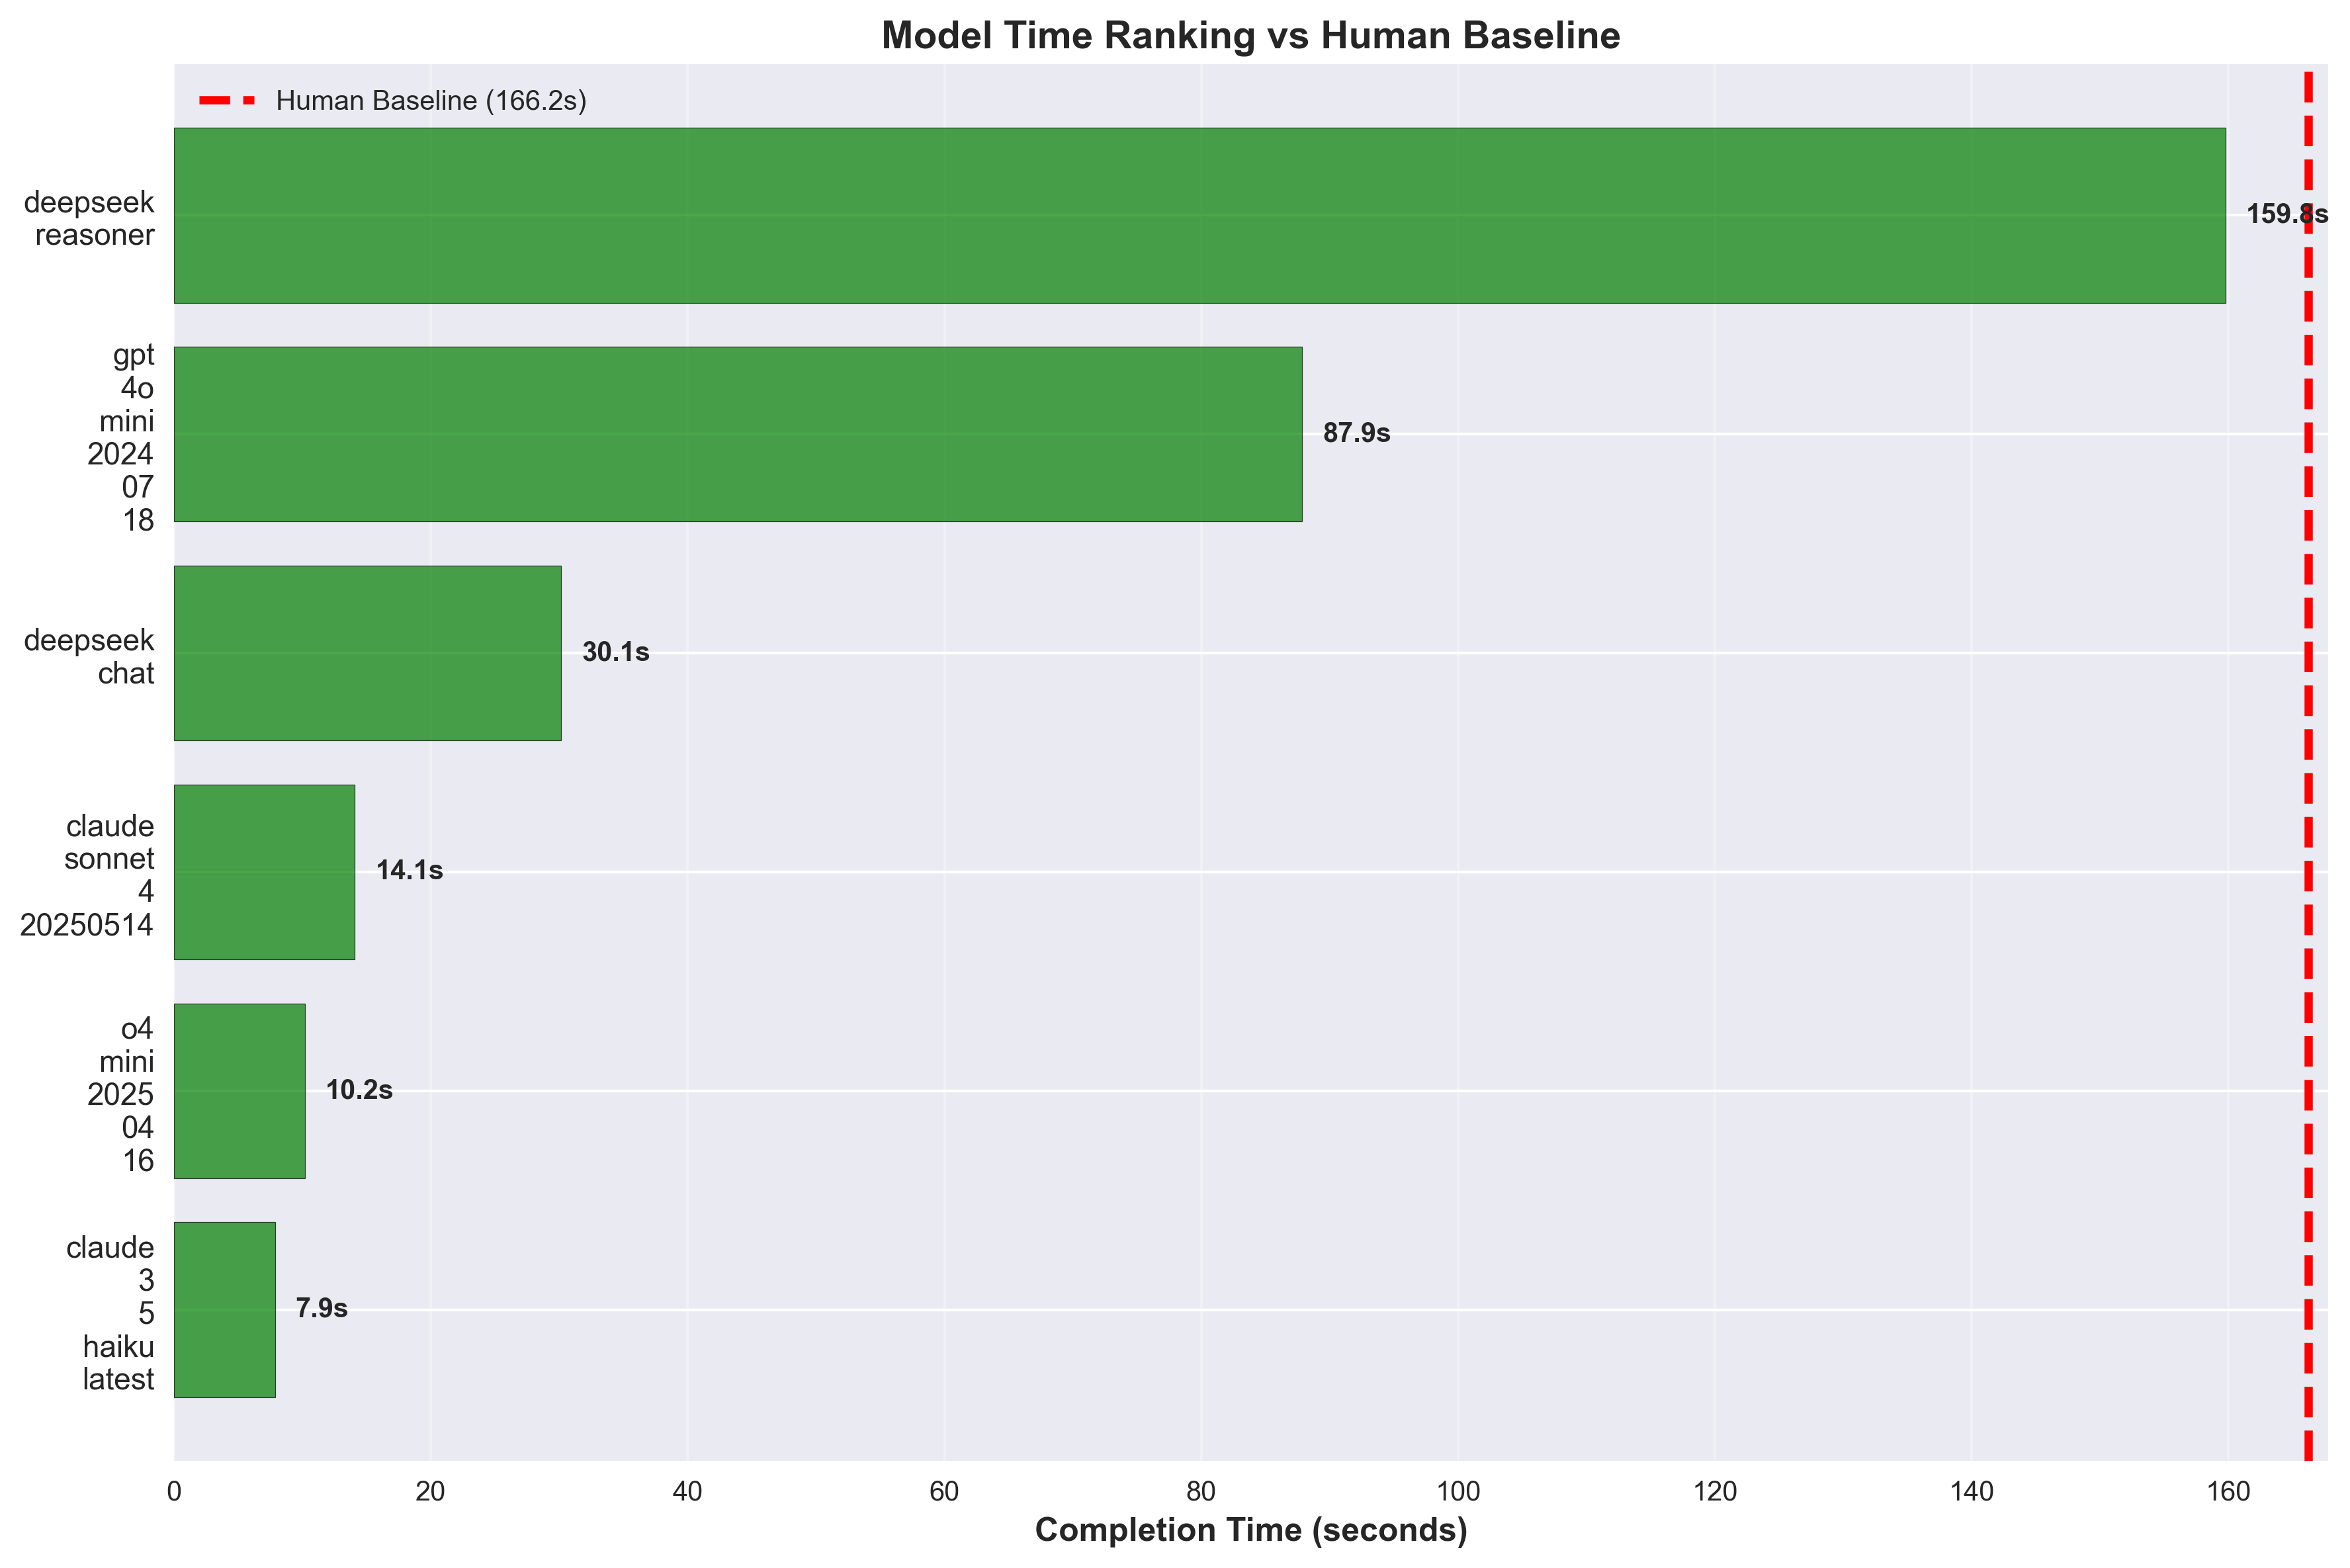 Model Time Ranking vs Human Baseline
Human Baseline (166.2s)
deepseek
reasoner
159.8s
gpt
4o
mini
2024
07
18
87.9s
deepseek
chat
30.1s
claude
sonnet
4
20250514
14.1s
o4
mini
2025
04
16
10.2s
claude
3
5
haiku
latest
7.9s
0 20 40 60 80 100 120 140 160
Completion Time (seconds)